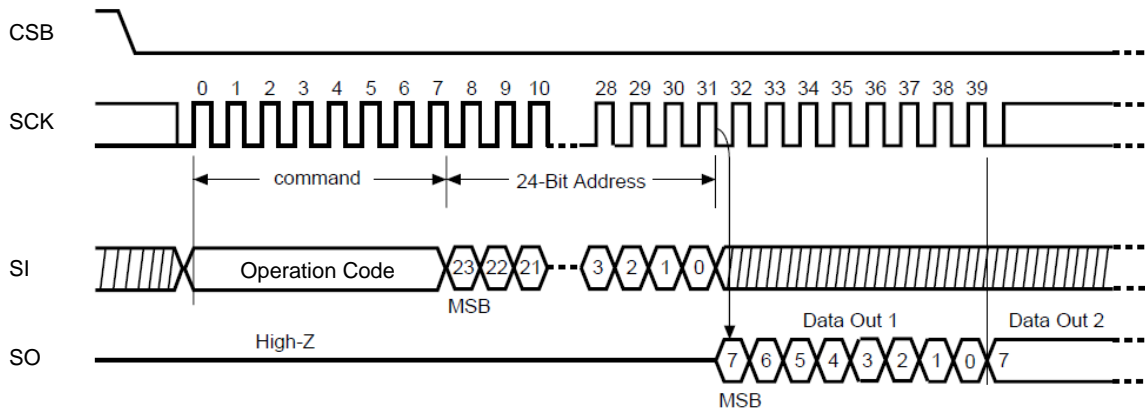 CSB
0 1 2 3 4 5 6 7 8 9 10 28 29 30 31 32 33 34 35 36 37 38 39
SCK
command 24-Bit Address
SI Operation Code 23 22 21 3 2 1 0
MSB
High-Z Data Out 1 Data Out 2
SO 7 6 5 4 3 2 1 0 7
MSB